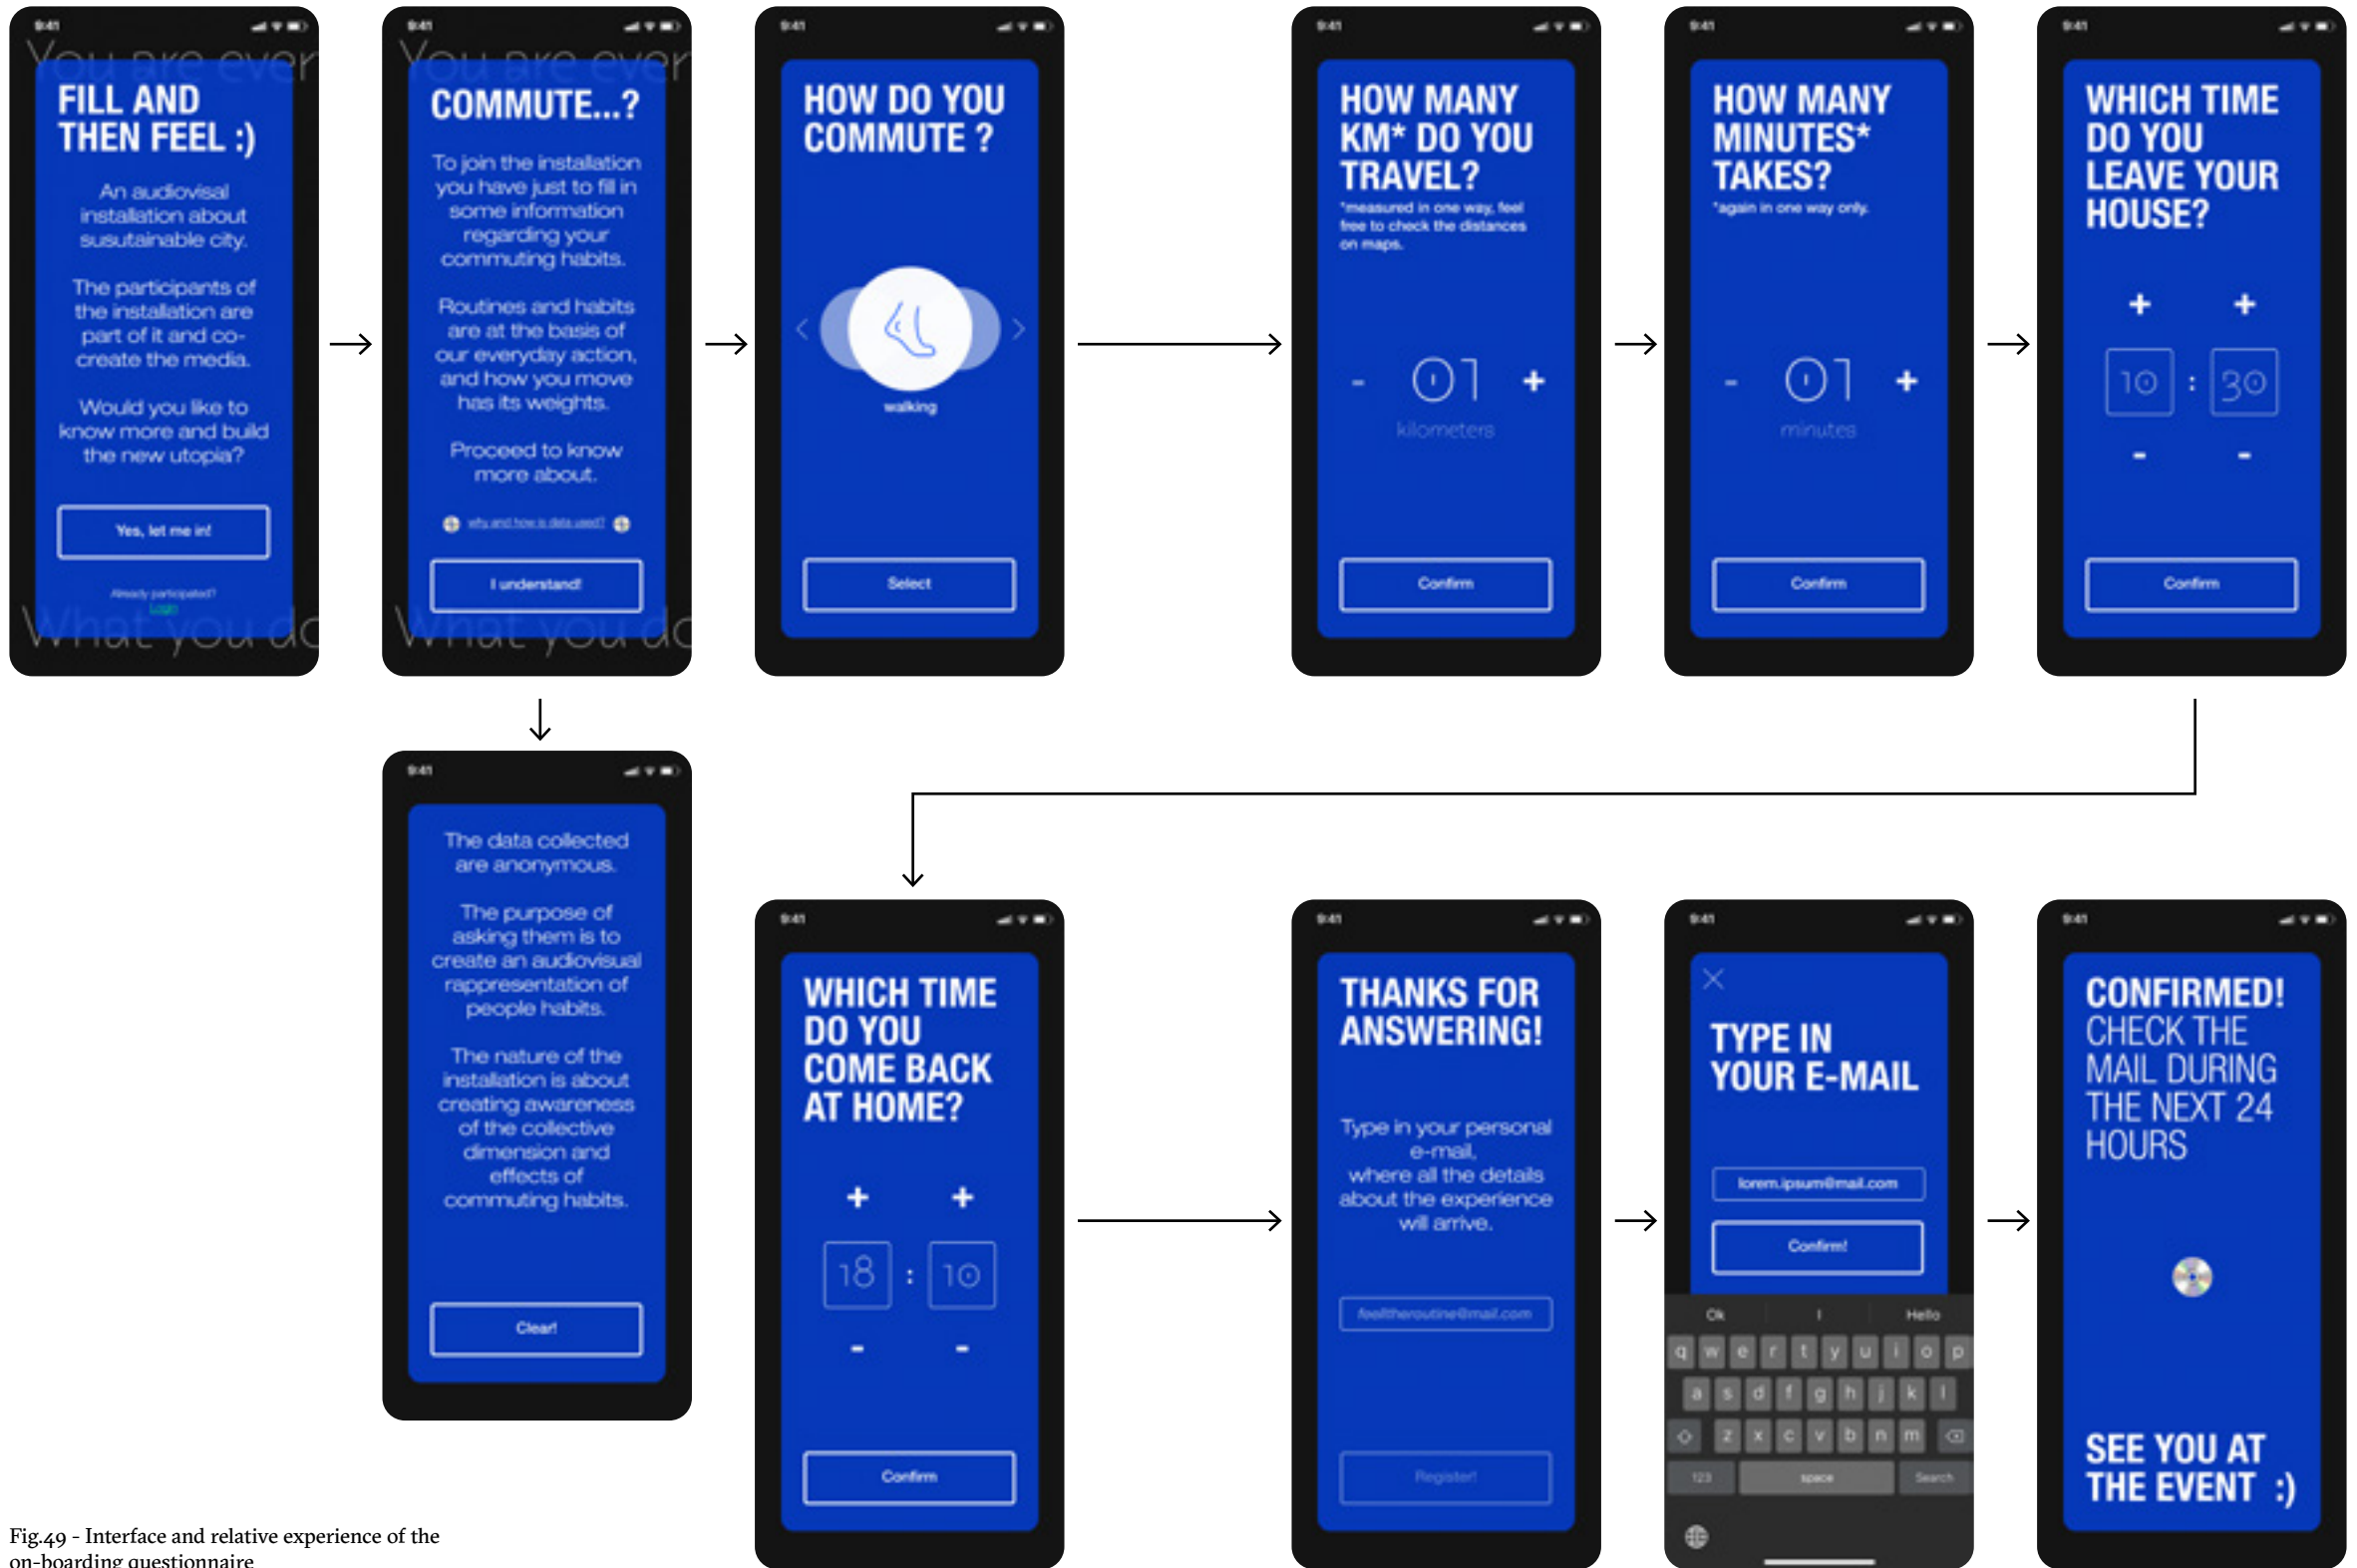 9:41
You are ever
FILL AND
THEN FEEL :)
An audiovisal
installation about
susutainable city.
The participants of
the installation are
part of it and co-
create the media.
Would you like to
know more and build
the new utopia?
Yes, let me in!
Already participated?
Login
What you do
9:41
You are ever
COMMUTE...?
To join the installation
you have just to fill in
some information
regarding your
commuting habits.
Routines and habits
are at the basis of
our everyday action,
and how you move
has its weights.
Proceed to know
more about.
why and how is data used?
I understand!
What you do
9:41
HOW DO YOU
COMMUTE ?
walking
Select
9:41
HOW MANY
KM* DO YOU
TRAVEL?
*measured in one way, feel
free to check the distances
on maps.
- 01 +
kilometers
Confirm
9:41
HOW MANY
MINUTES*
TAKES?
*again in one way only.
- 01 +
minutes
Confirm
9:41
WHICH TIME
DO YOU
LEAVE YOUR
HOUSE?
+ +
10 : 30
- -
Confirm
9:41
The data collected
are anonymous.
The purpose of
asking them is to
create an audiovisual
rappresentation of
people habits.
The nature of the
installation is about
creating awareness
of the collective
dimension and
effects of
commuting habits.
Clear!
9:41
WHICH TIME
DO YOU
COME BACK
AT HOME?
+ +
18 : 10
- -
Confirm
9:41
THANKS FOR
ANSWERING!
Type in your personal
e-mail,
where all the details
about the experience
will arrive.
feeltheroutine@mail.com
Register!
9:41
TYPE IN
YOUR E-MAIL
lorem.ipsum@mail.com
Confirm!
Ok I Hello
q w e r t y u i o p
a s d f g h j k l
z x c v b n m
123 space Search
9:41
CONFIRMED!
CHECK THE
MAIL DURING
THE NEXT 24
HOURS
SEE YOU AT
THE EVENT :)
Fig.49 - Interface and relative experience of the
on-boarding questionnaire